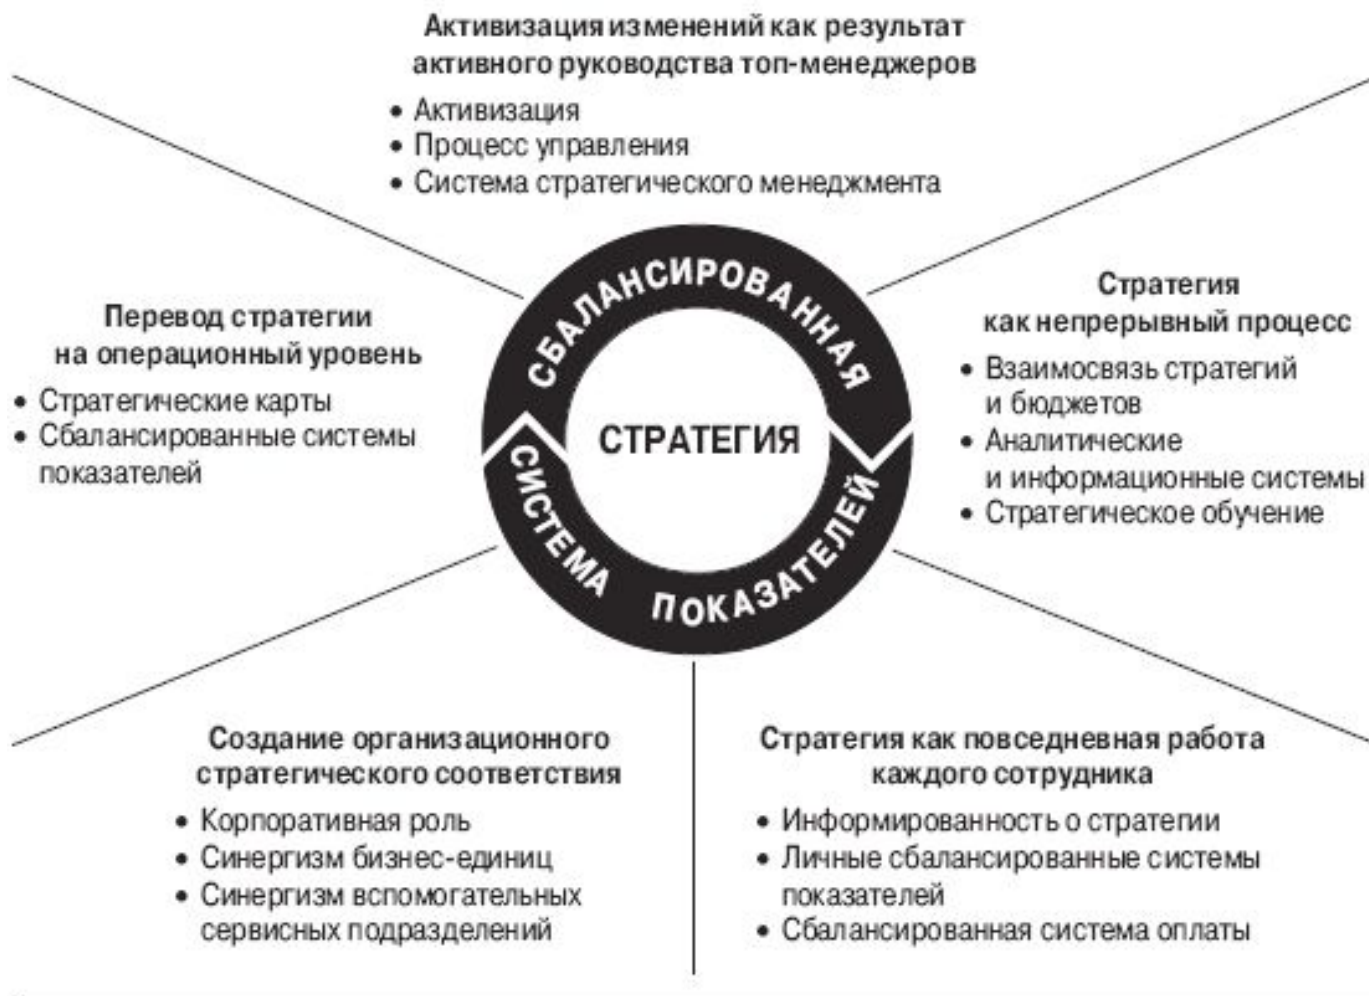 Активизация изменений как результат
активного руководства топ-менеджеров
• Активизация
• Процесс управления
• Система стратегического менеджмента
Перевод стратегии
на операционный уровень
• Стратегические карты
• Сбалансированные системы
показателей
СБАЛАНСИРОВАННАЯ
СИСТЕМА ПОКАЗАТЕЛЕЙ
СТРАТЕГИЯ
Стратегия
как непрерывный процесс
• Взаимосвязь стратегий
и бюджетов
• Аналитические
и информационные системы
• Стратегическое обучение
Создание организационного
стратегического соответствия
• Корпоративная роль
• Синергизм бизнес-единиц
• Синергизм вспомогательных
сервисных подразделений
Стратегия как повседневная работа
каждого сотрудника
• Информированность о стратегии
• Личные сбалансированные системы
показателей
• Сбалансированная система оплаты